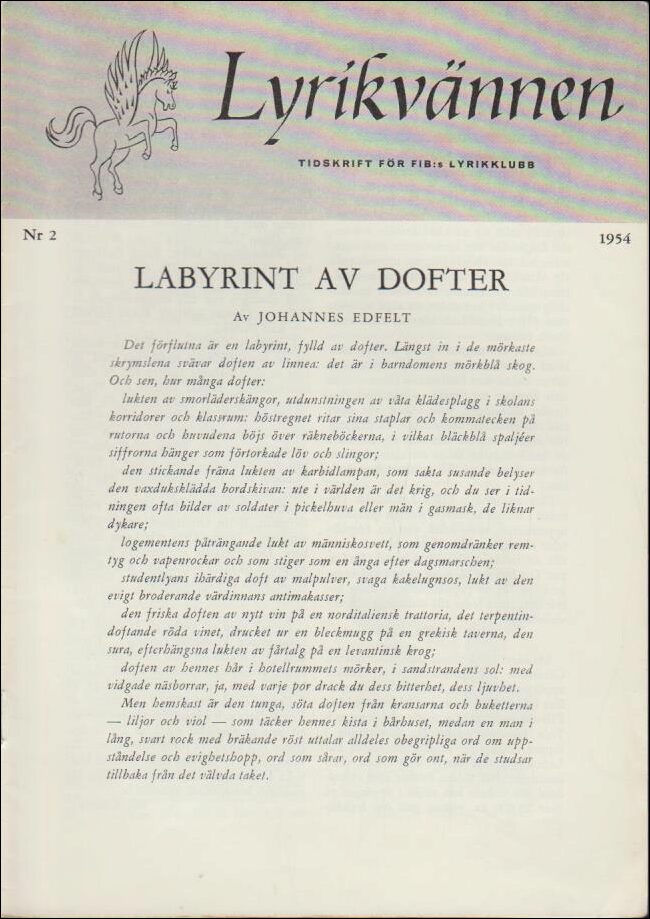 Lyrikvännen
TIDSKRIFT FÖR FIB:s LYRIKKLUBB
Nr 2
1954
LABYRINT AV DOFTER
Av JOHANNES EDFELT
Det förflutna är en labyrint, fylld av dofter. Längst in i de mörkaste
skrymslena svävar doften av linnea: det är i barndomens mörkblå skog.
Och sen, hur många dofter:
lukten av smorläderskängor, utdunstningen av våta klädesplagg i skolans
korridorer och klassrum: höstregnet ritar sina staplar och kommatecken på
rutorna och huvudena böjs över räkneböckerna, i vilkas bläckblå spaljéer
siffrorna hänger som förtorkade löv och slingor;
den stickande fräna lukten av karbidlampan, som sakta susande belyser
den vaxduksklädda bordskivan: ute i världen är det krig, och du ser i tid-
ningen ofta bilder av soldater i pickelhuva eller män i gasmask, de liknar
dykare;
logementens påträngande lukt av människosvett, som genomdränker rem-
tyg och vapenrockar och som stiger som en ånga efter dagsmarschen;
studentlyans ihärdiga doft av malpulver, svaga kakelugnsos, lukt av den
evigt broderande värdinnans antimakasser;
den friska doften av nytt vin på en norditaliensk trattoria, det terpentin-
doftande röda vinet, drucket ur en bleckmugg på en grekisk taverna, den
sura, efterhängsna lukten av fårtalg på en levantinsk krog;
doften av hennes hår i hotellrummets mörker, i sandstrandens sol: med
vidgade näsborrar, ja, med varje por drack du dess bitterhet, dess ljuvhet.
Men hemskast är den tunga, söta doften från kransarna och buketterna
— liljor och viol — som täcker hennes kista i bårhuset, medan en man i
lång, svart rock med bräkande röst uttalar alldeles obegripliga ord om upp-
ståndelse och evighetshopp, ord som sårar, ord som gör ont, när de studsar
tillbaka från det välvda taket.